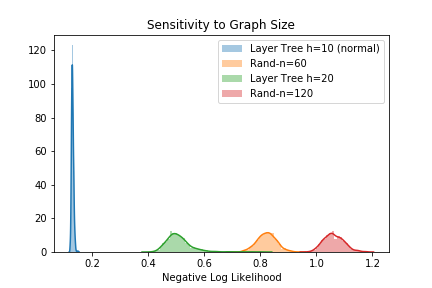 Sensitivity to Graph Size
120
100
80
60
40
20
0
Layer Tree h=10 (normal)
Rand-n=60
Layer Tree h=20
Rand-n=120
0.2 0.4 0.6 0.8 1.0 1.2
Negative Log Likelihood